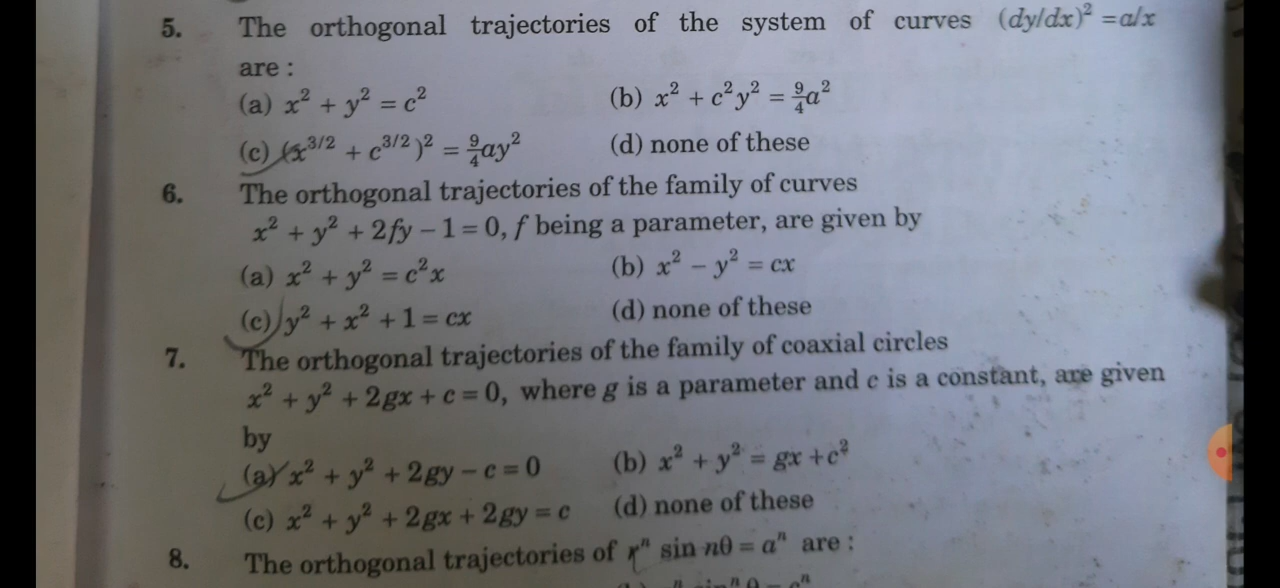 5. The orthogonal trajectories of the system of curves (dy/dx)² = a/x
are :
(a) x² + y² = c² (b) x² + c²y² = 9/4 a²
(c) (x^3/2 + c^3/2)² = 9/4 ay² (d) none of these
6. The orthogonal trajectories of the family of curves
x² + y² + 2fy – 1 = 0, f being a parameter, are given by
(a) x² + y² = c²x (b) x² – y² = cx
(c) y² + x² + 1 = cx (d) none of these
7. The orthogonal trajectories of the family of coaxial circles
x² + y² + 2gx + c = 0, where g is a parameter and c is a constant, are given
by
(a) x² + y² + 2gy – c = 0 (b) x² + y² = gx + c²
(c) x² + y² + 2gx + 2gy = c (d) none of these
8. The orthogonal trajectories of rⁿ sin nθ = aⁿ are :